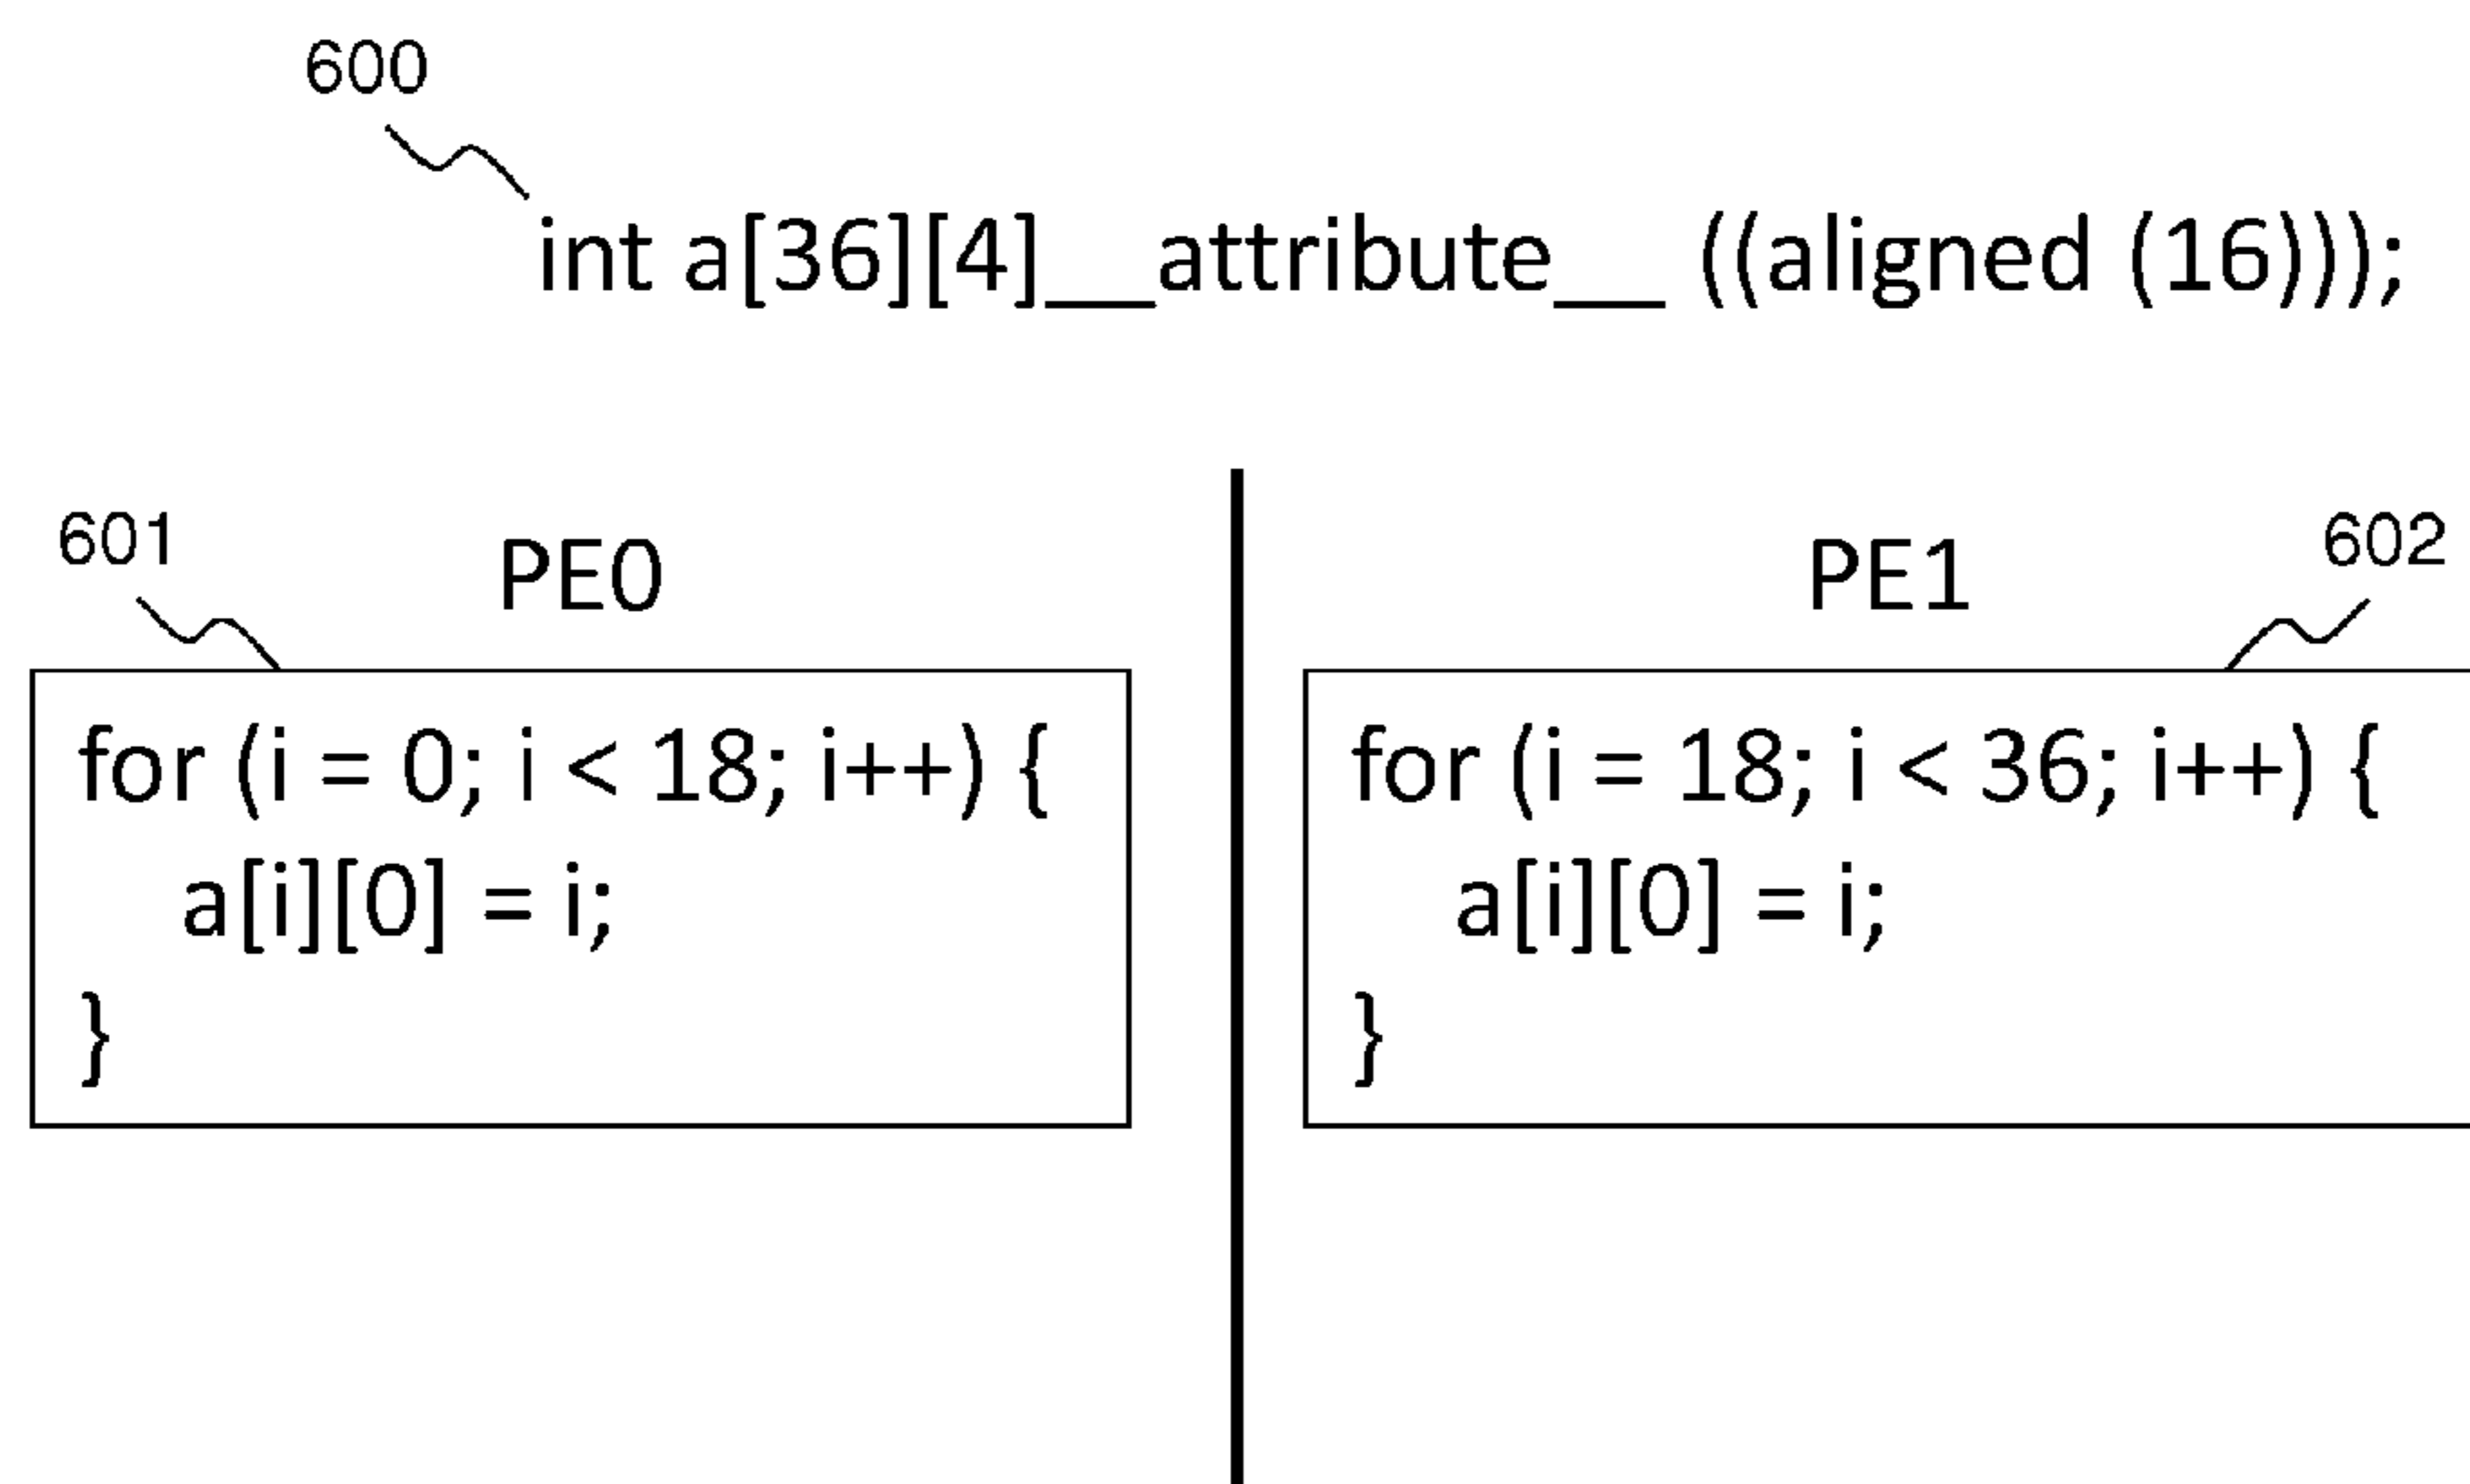 600
int a[36][4]__attribute__ ((aligned (16)));
601
PE0
for (i = 0; i < 18; i++) {
a[i][0] = i;
}
602
PE1
for (i = 18; i < 36; i++) {
a[i][0] = i;
}